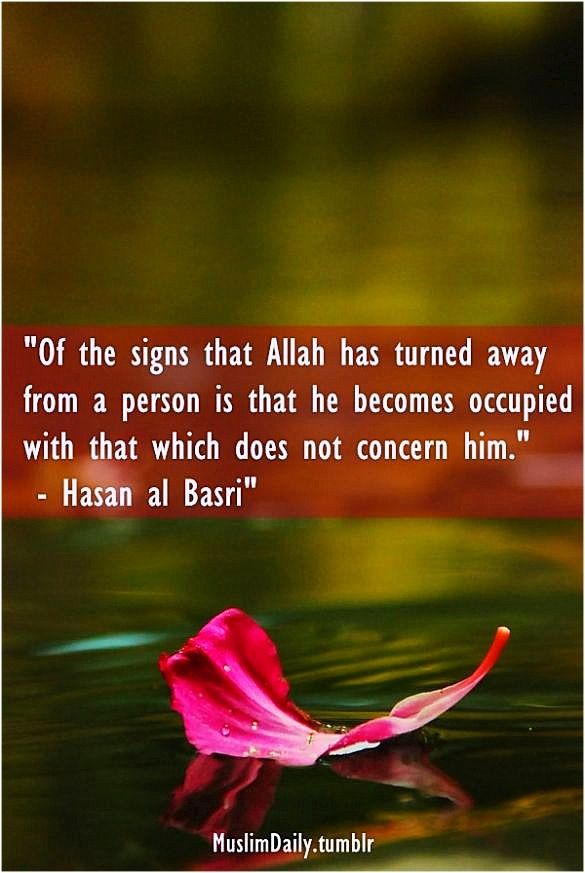 "Of the signs that Allah has turned away
from a person is that he becomes occupied
with that which does not concern him."
- Hasan al Basri"
MuslimDaily.tumblr